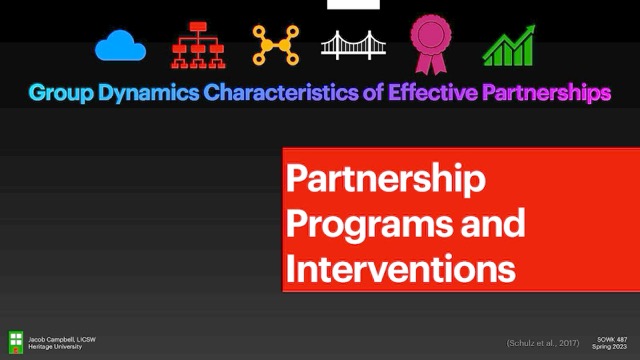 Group Dynamics Characteristics of Effective Partnerships
Partnership
Programs and
Interventions
Jacob Campbell, LICSW
Heritage University
(Schulz et al., 2017)
SOWK 487
Spring 2023